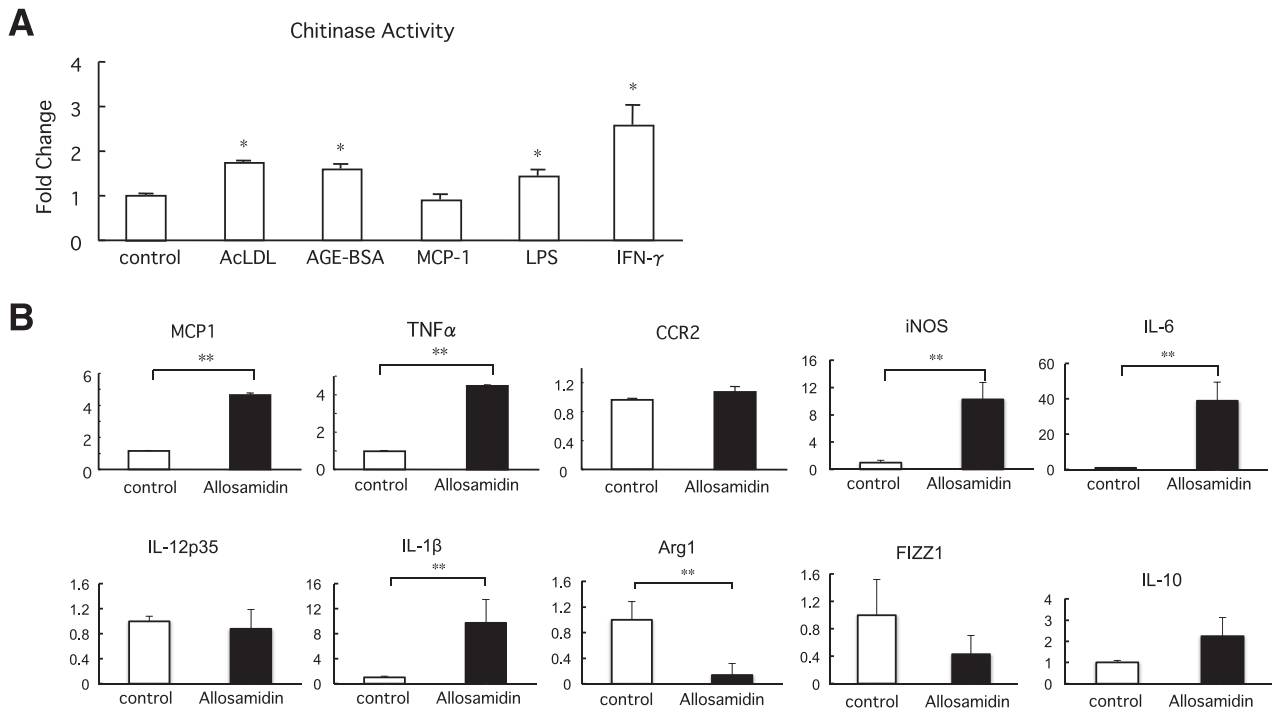 A
Chitinase Activity
Fold Change
4
3
2
1
0
* * * *
control AcLDL AGE-BSA MCP-1 LPS IFN-γ
B
MCP1
**
6
4
2
0
control Allosamidin
TNFα
**
4
2
0
control Allosamidin
CCR2
1.2
0.8
0.4
0
control Allosamidin
iNOS
**
16
12
8
4
0
control Allosamidin
IL-6
**
60
40
20
0
control Allosamidin
IL-12p35
1.6
1.2
0.8
0.4
0
control Allosamidin
IL-1β
**
16
12
8
4
0
control Allosamidin
Arg1
**
1.6
1.2
0.8
0.4
0
control Allosamidin
FIZZ1
1.6
1.2
0.8
0.4
0
control Allosamidin
IL-10
4
3
2
1
0
control Allosamidin